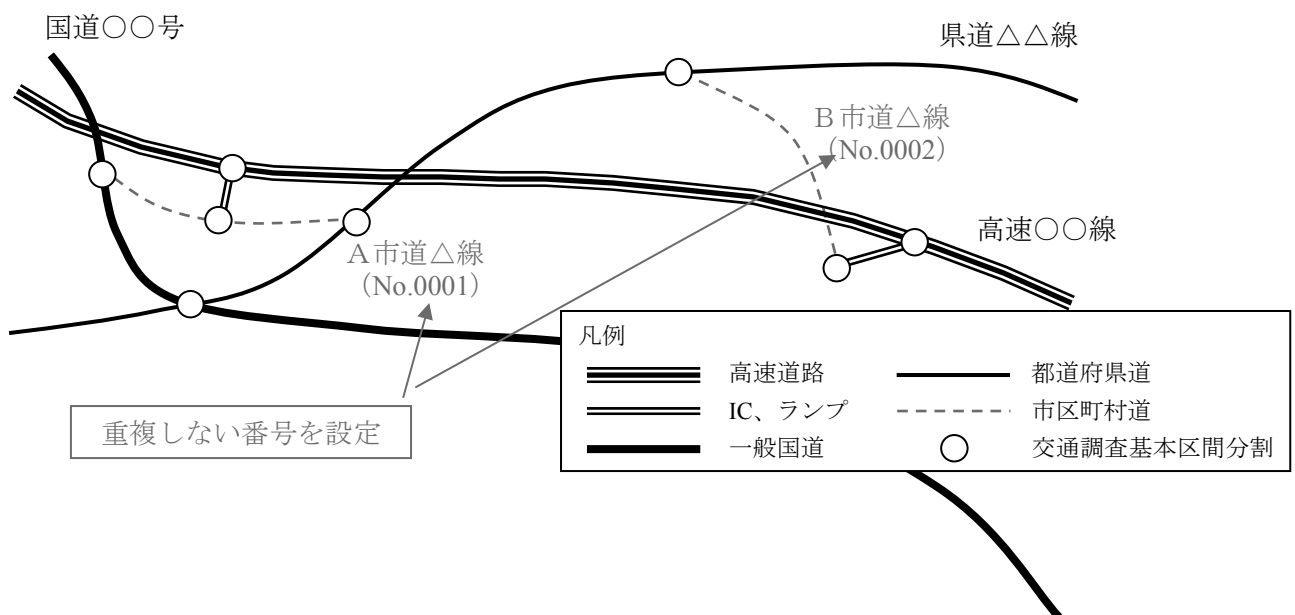 国道○○号
県道△△線
B市道△線
（No.0002）
高速○○線
A市道△線
（No.0001）
重複しない番号を設定
凡例
高速道路
都道府県道
IC、ランプ
市区町村道
一般国道
交通調査基本区間分割